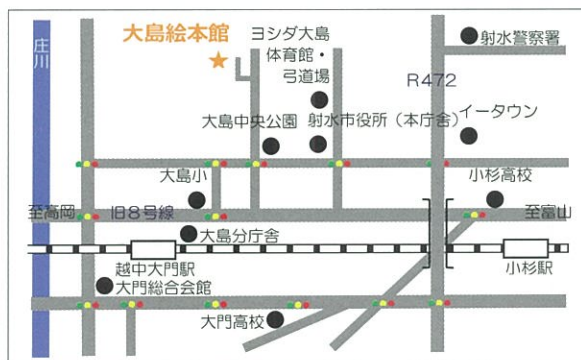 庄川
大島絵本館
ヨシダ大島
体育館・
弓道場
射水警察署
R472
イータウン
大島中央公園
射水市役所（本庁舎）
大島小
小杉高校
至高岡
旧8号線
至富山
大島分庁舎
越中大門駅
小杉駅
大門総合会館
大門高校